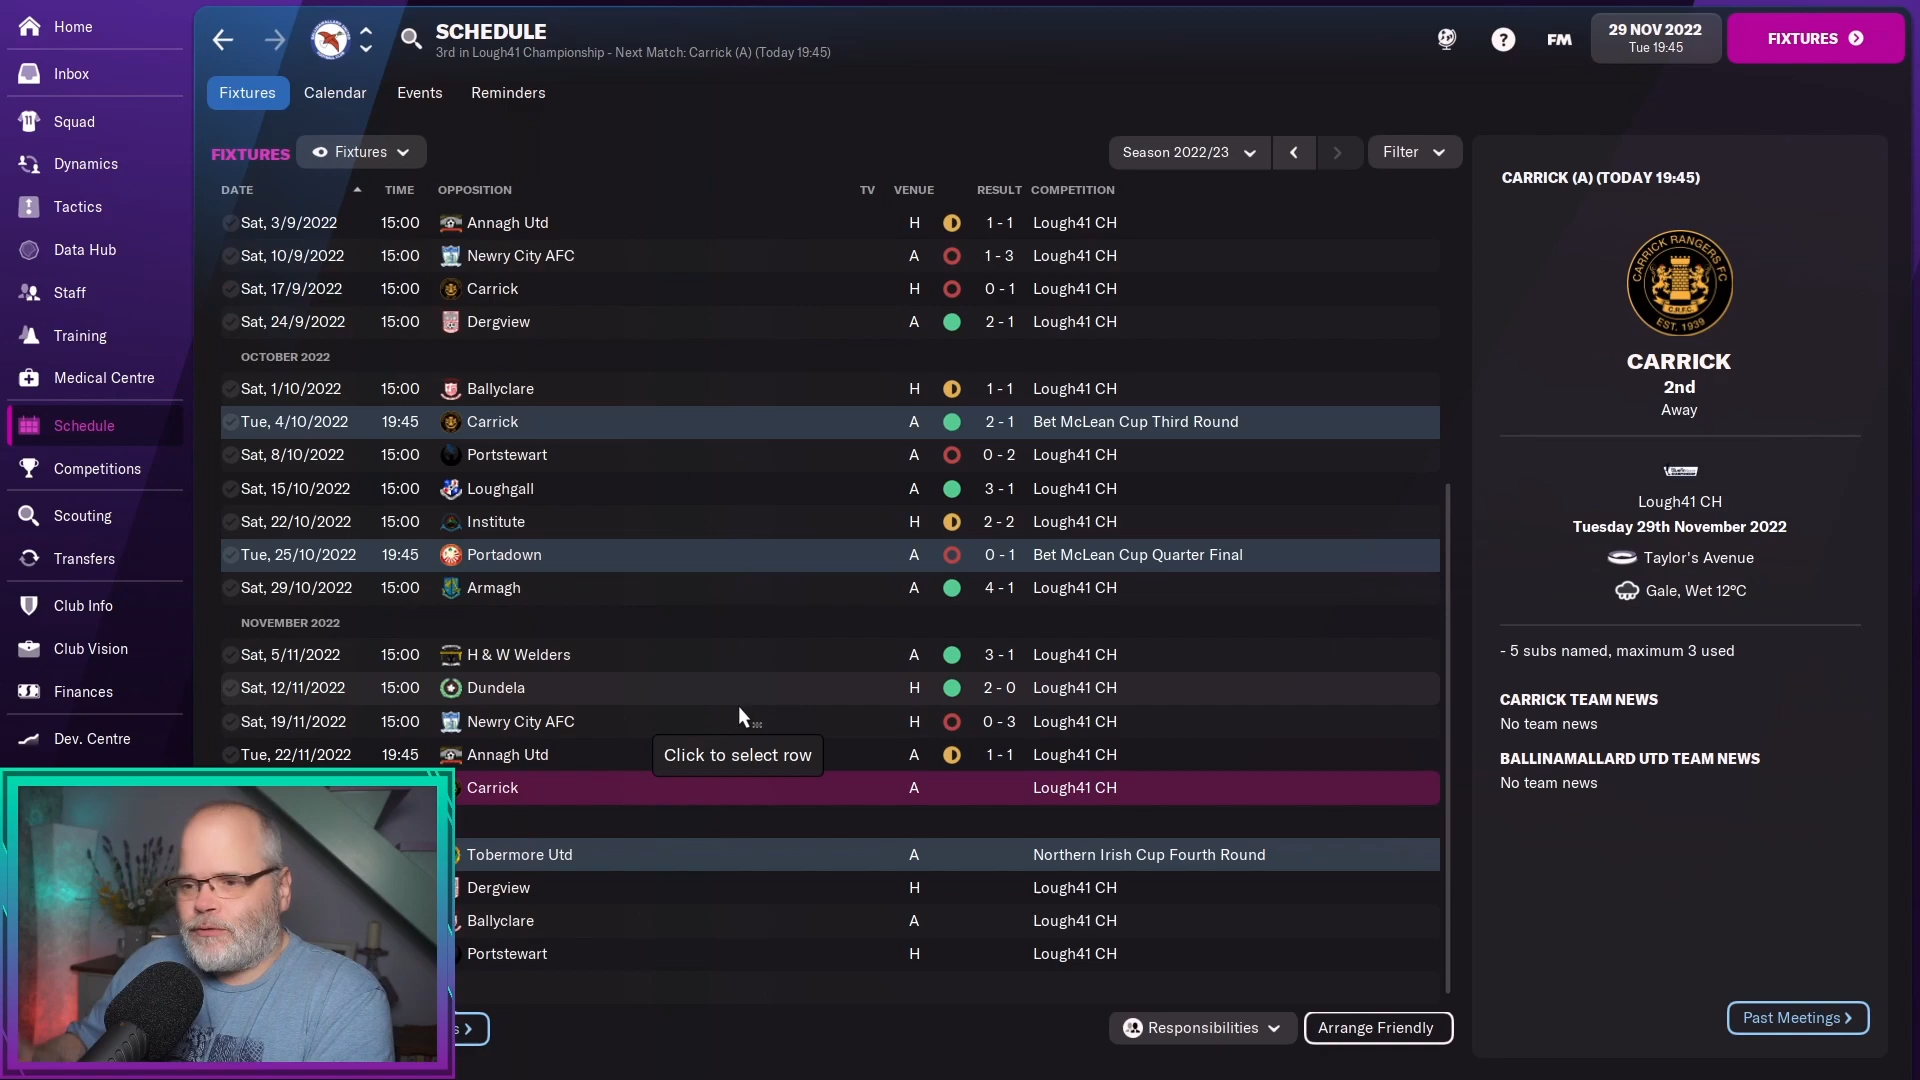 Home
Inbox
Squad
Dynamics
Tactics
Data Hub
Staff
Training
Medical Centre
Schedule
Competitions
Scouting
Transfers
Club Info
Club Vision
Finances
Dev. Centre
SCHEDULE
3rd in Lough41 Championship - Next Match: Carrick (A) (Today 19:45)
? FM
29 NOV 2022
Tue 19:45
FIXTURES
Fixtures Calendar Events Reminders
FIXTURES Fixtures Season 2022/23 Filter
DATE TIME OPPOSITION TV VENUE RESULT COMPETITION
Sat, 3/9/2022 15:00 Annagh Utd H 1 - 1 Lough41 CH
Sat, 10/9/2022 15:00 Newry City AFC A 1 - 3 Lough41 CH
Sat, 17/9/2022 15:00 Carrick H 0 - 1 Lough41 CH
Sat, 24/9/2022 15:00 Dergview A 2 - 1 Lough41 CH
OCTOBER 2022
Sat, 1/10/2022 15:00 Ballyclare H 1 - 1 Lough41 CH
Tue, 4/10/2022 19:45 Carrick A 2 - 1 Bet McLean Cup Third Round
Sat, 8/10/2022 15:00 Portstewart A 0 - 2 Lough41 CH
Sat, 15/10/2022 15:00 Loughgall A 3 - 1 Lough41 CH
Sat, 22/10/2022 15:00 Institute H 2 - 2 Lough41 CH
Tue, 25/10/2022 19:45 Portadown A 0 - 1 Bet McLean Cup Quarter Final
Sat, 29/10/2022 15:00 Armagh A 4 - 1 Lough41 CH
NOVEMBER 2022
Sat, 5/11/2022 15:00 H & W Welders A 3 - 1 Lough41 CH
Sat, 12/11/2022 15:00 Dundela H 2 - 0 Lough41 CH
Sat, 19/11/2022 15:00 Newry City AFC H 0 - 3 Lough41 CH
Tue, 22/11/2022 19:45 Annagh Utd A 1 - 1 Lough41 CH
Click to select row
Carrick A Lough41 CH
Tobermore Utd A Northern Irish Cup Fourth Round
Dergview H Lough41 CH
Ballyclare A Lough41 CH
Portstewart H Lough41 CH
Responsibilities Arrange Friendly
CARRICK (A) (TODAY 19:45)
CARRICK RANGERS FC
C.R.F.C.
EST. 1939
CARRICK
2nd
Away
Lough41 CH
Tuesday 29th November 2022
Taylor's Avenue
Gale, Wet 12°C
- 5 subs named, maximum 3 used
CARRICK TEAM NEWS
No team news
BALLINAMALLARD UTD TEAM NEWS
No team news
Past Meetings